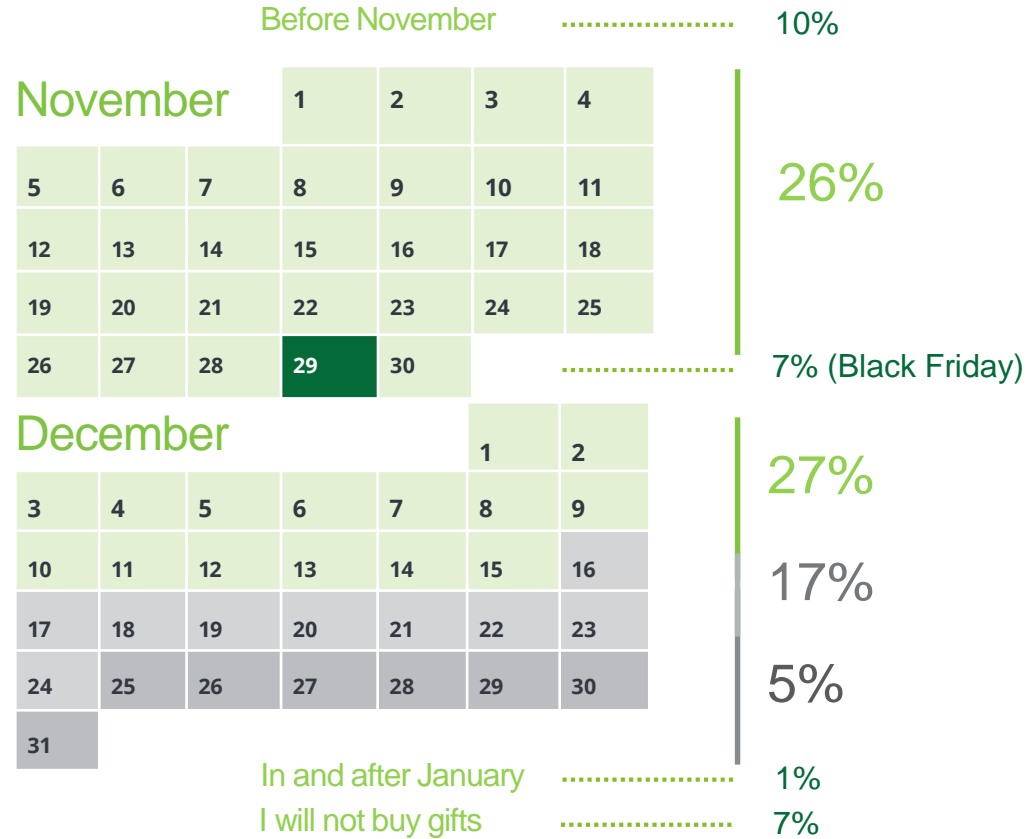 Before November 10%
November 1 2 3 4
5 6 7 8 9 10 11
26%
12 13 14 15 16 17 18
19 20 21 22 23 24 25
26 27 28 29 30 7% (Black Friday)
December 1 2
27%
3 4 5 6 7 8 9
10 11 12 13 14 15 16
17%
17 18 19 20 21 22 23
24 25 26 27 28 29 30
5%
31
In and after January 1%
I will not buy gifts 7%